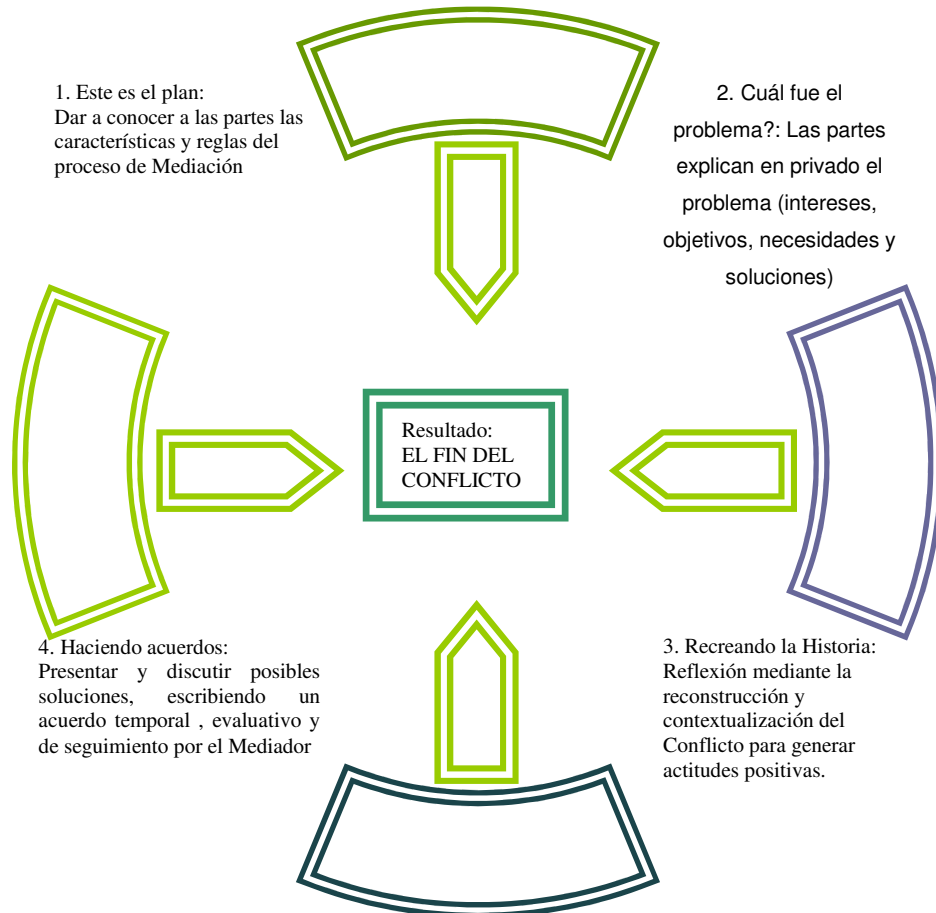 1. Este es el plan:
Dar a conocer a las partes las
características y reglas del
proceso de Mediación
2. Cuál fue el
problema?: Las partes
explican en privado el
problema (intereses,
objetivos, necesidades y
soluciones)
Resultado:
EL FIN DEL
CONFLICTO
3. Recreando la Historia:
Reflexión mediante la
reconstrucción y
contextualización del
Conflicto para generar
actitudes positivas.
4. Haciendo acuerdos:
Presentar y discutir posibles
soluciones, escribiendo un
acuerdo temporal , evaluativo y
de seguimiento por el Mediador